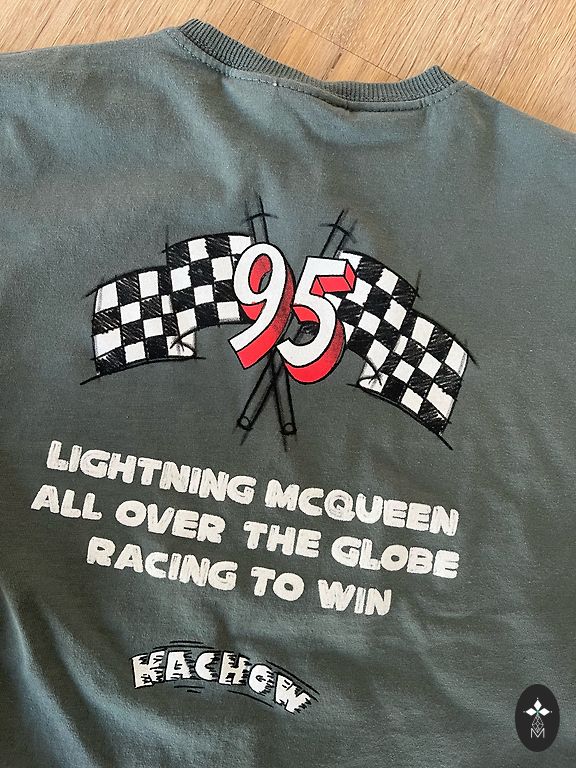 95
LIGHTNING MCQUEEN
ALL OVER THE GLOBE
RACING TO WIN
KACHOW
M